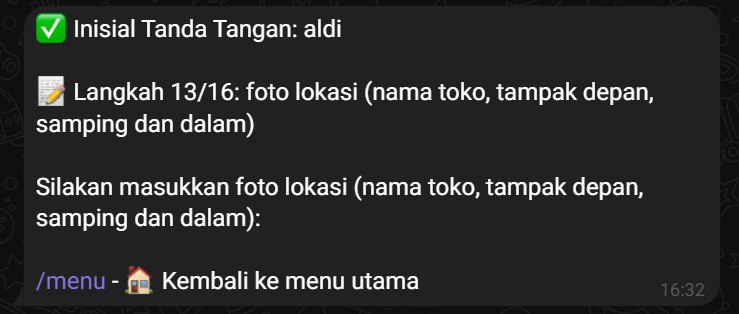 ✅ Inisial Tanda Tangan: aldi
📝 Langkah 13/16: foto lokasi (nama toko, tampak depan,
samping dan dalam)
Silakan masukkan foto lokasi (nama toko, tampak depan,
samping dan dalam):
/menu - 🏠 Kembali ke menu utama
16:32